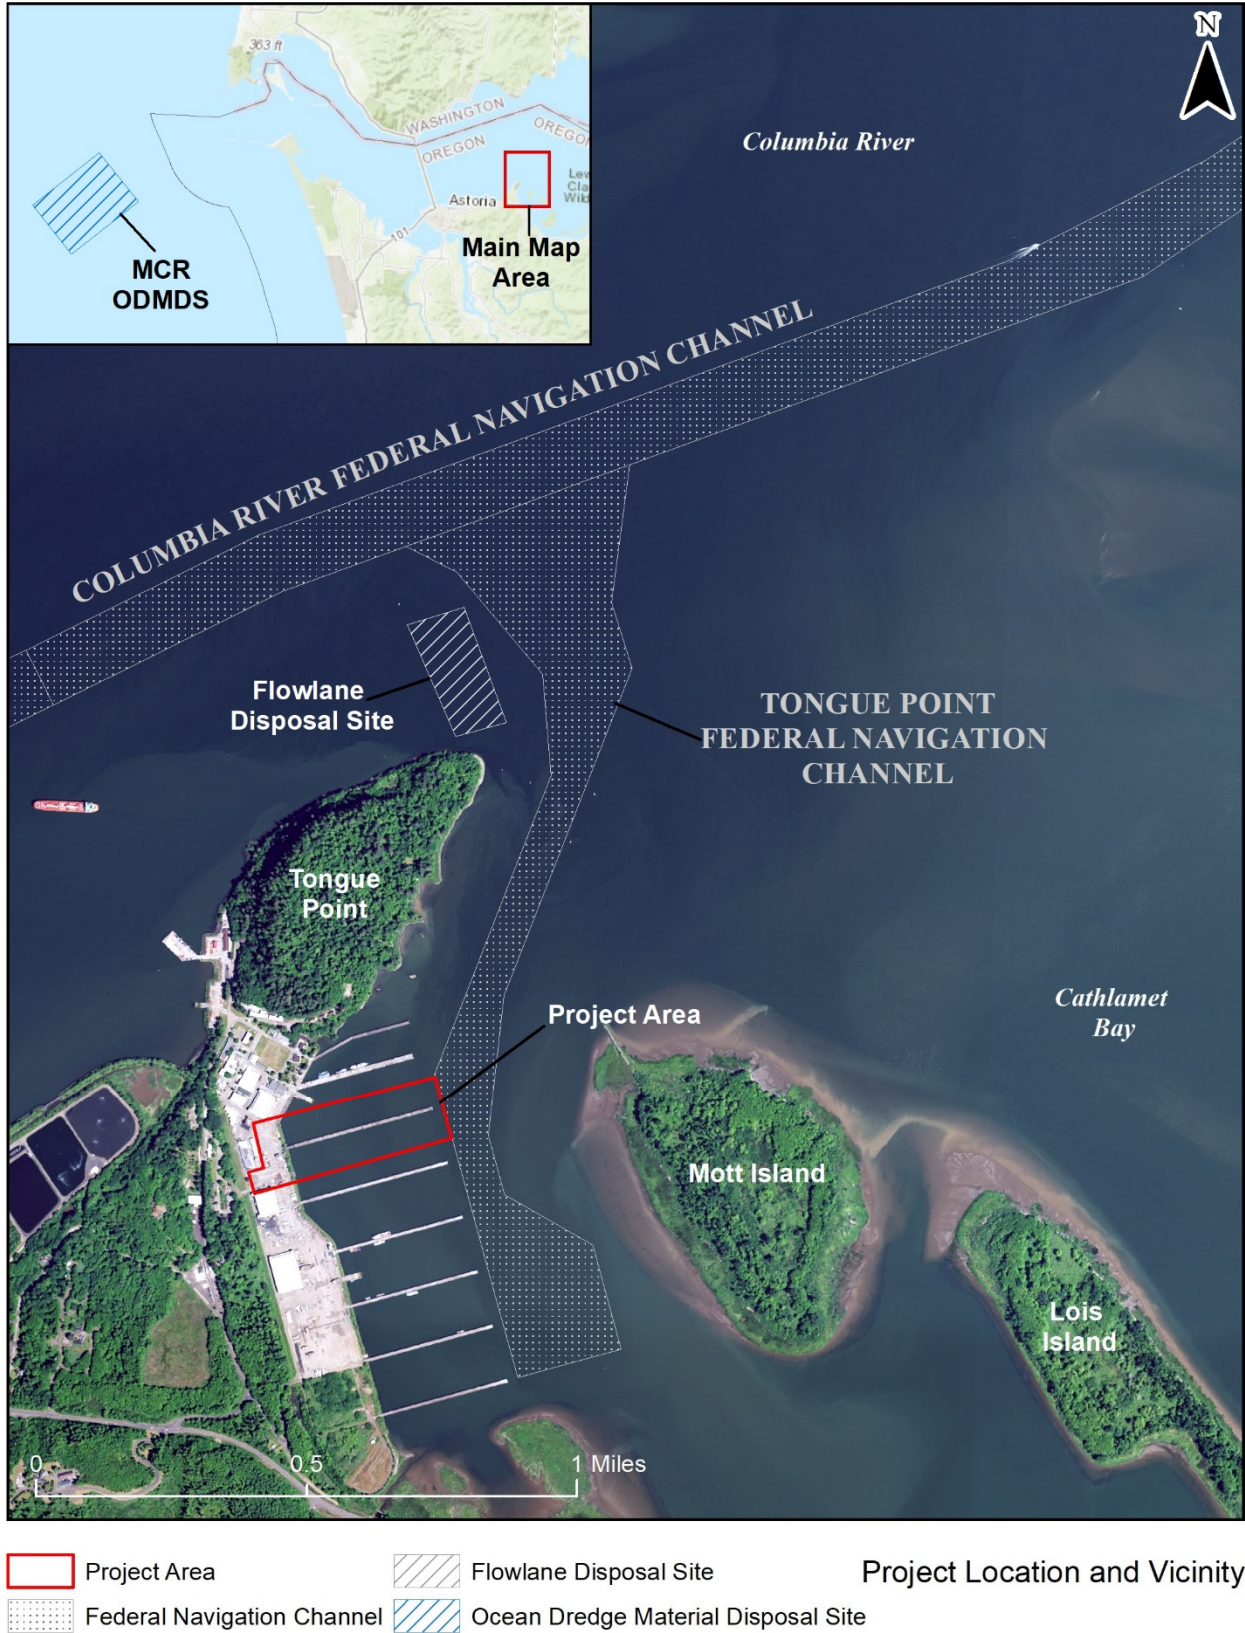 363 ft
WASHINGTON
OREGON
OREGON
Astoria
Lew
Cla
Wild
101
Main Map
Area
MCR
ODMDS
N
Columbia River
COLUMBIA RIVER FEDERAL NAVIGATION CHANNEL
Flowlane
Disposal Site
TONGUE POINT
FEDERAL NAVIGATION
CHANNEL
Tongue
Point
Project Area
Cathlamet
Bay
Mott Island
Lois
Island
0 0.5 1 Miles
Project Area
Flowlane Disposal Site
Project Location and Vicinity
Federal Navigation Channel
Ocean Dredge Material Disposal Site